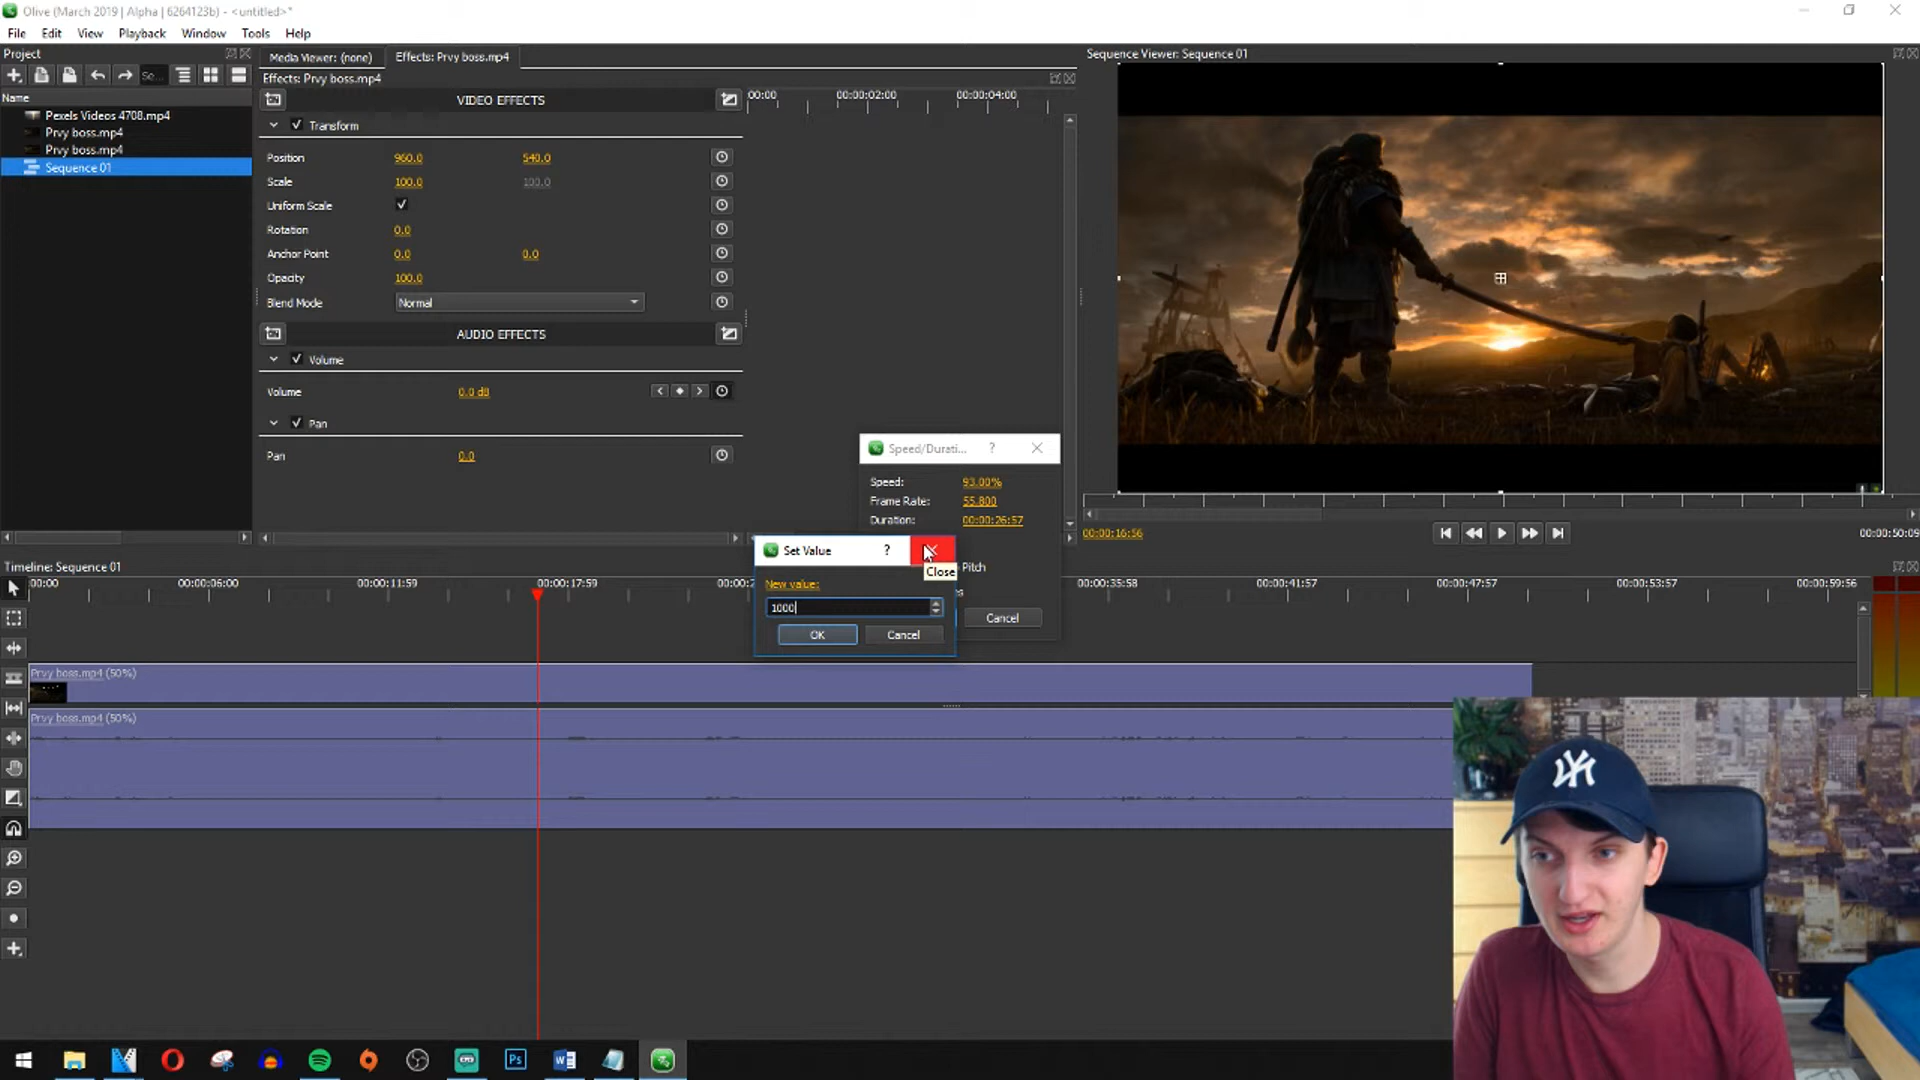 Olive (March 2019 | Alpha | 6264123b) - <untitled>*
File Edit View Playback Window Tools Help
Project
Media Viewer: (none)
Effects: Prvy boss.mp4
Sequence Viewer: Sequence 01
Effects: Prvy boss.mp4
Se...
VIDEO EFFECTS
00:00
00:00:02:00
00:00:04:00
Name
Pexels Videos 4708.mp4
Prvy boss.mp4
Prvy boss.mp4
Sequence 01
Transform
Position 960.0 540.0
Scale 100.0 100.0
Uniform Scale
Rotation 0.0
Anchor Point 0.0 0.0
Opacity 100.0
Blend Mode Normal
AUDIO EFFECTS
Volume
Volume 0.0 dB
Pan
Pan 0.0
Speed/Durati... ?
Speed: 93.00%
Frame Rate: 55.800
Duration: 00:00:26:57
Pitch
Cancel
Set Value ?
Close
New value:
1000
OK Cancel
00:00:16:56
00:00:50:09
Timeline: Sequence 01
00:00
00:00:06:00
00:00:11:59
00:00:17:59
00:00:35:58
00:00:41:57
00:00:47:57
00:00:53:57
00:00:59:56
Prvy boss.mp4 (50%)
Prvy boss.mp4 (50%)
NY
Ps